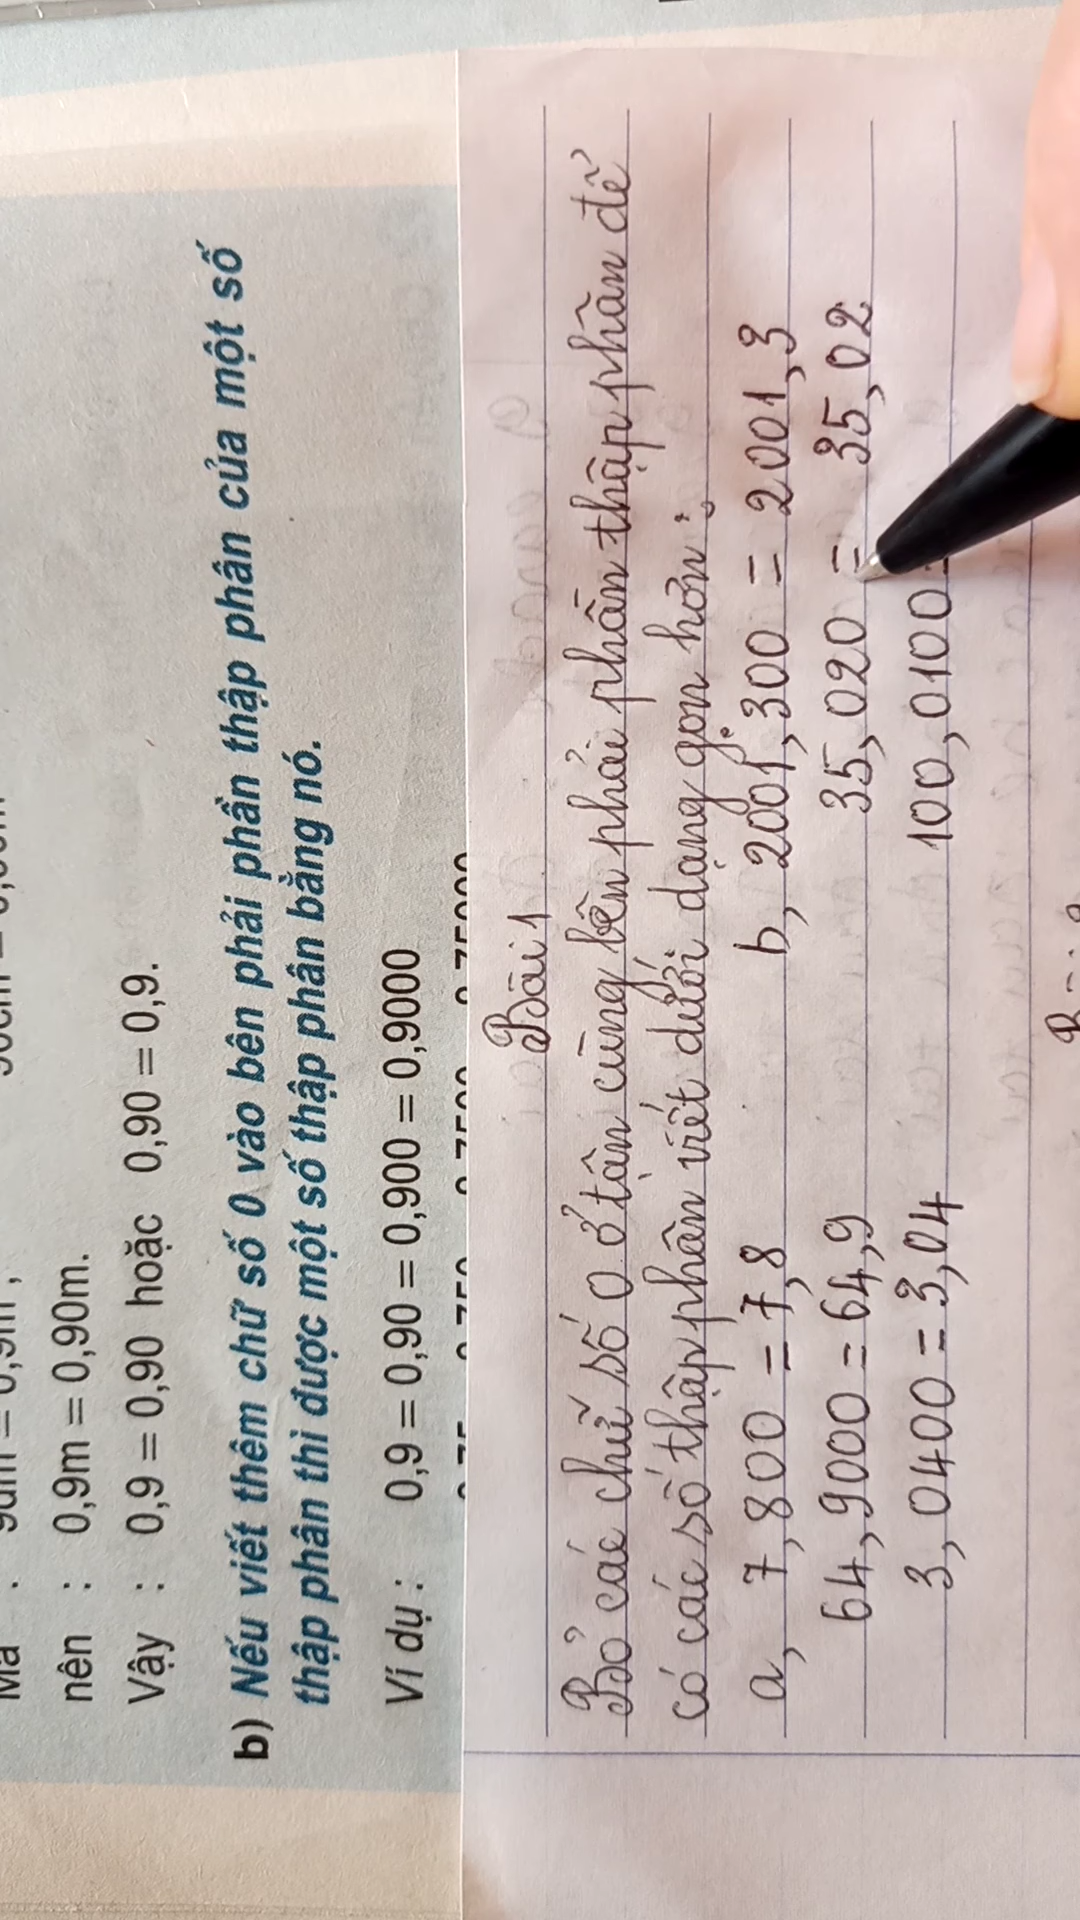 nên : 0,9m = 0,90m.
Vậy : 0,9 = 0,90 hoặc 0,90 = 0,9.
b) Nếu viết thêm chữ số 0 vào bên phải phần thập phân của một số
thập phân thì được một số thập phân bằng nó.
Ví dụ : 0,9 = 0,90 = 0,900 = 0,9000
Bài 1
Bỏ các chữ số 0 ở tận cùng bên phải phần thập phân để
có các số thập phân viết dưới dạng gọn hơn:
a, 7,800 = 7,8 b, 2001,300 = 2001,3
64,9000 = 64,9 35,020 = 35,02
3,0400 = 3,04 100,0100